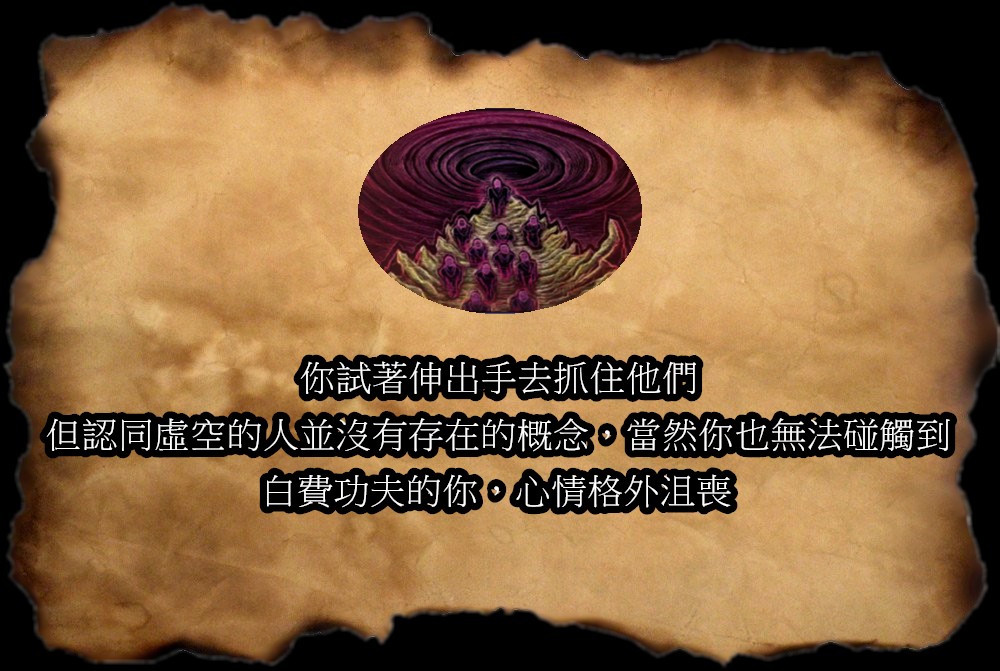 你試著伸出手去抓住他們
但認同虛空的人並沒有存在的概念。當然你也無法碰觸到
白費功夫的你。心情格外沮喪